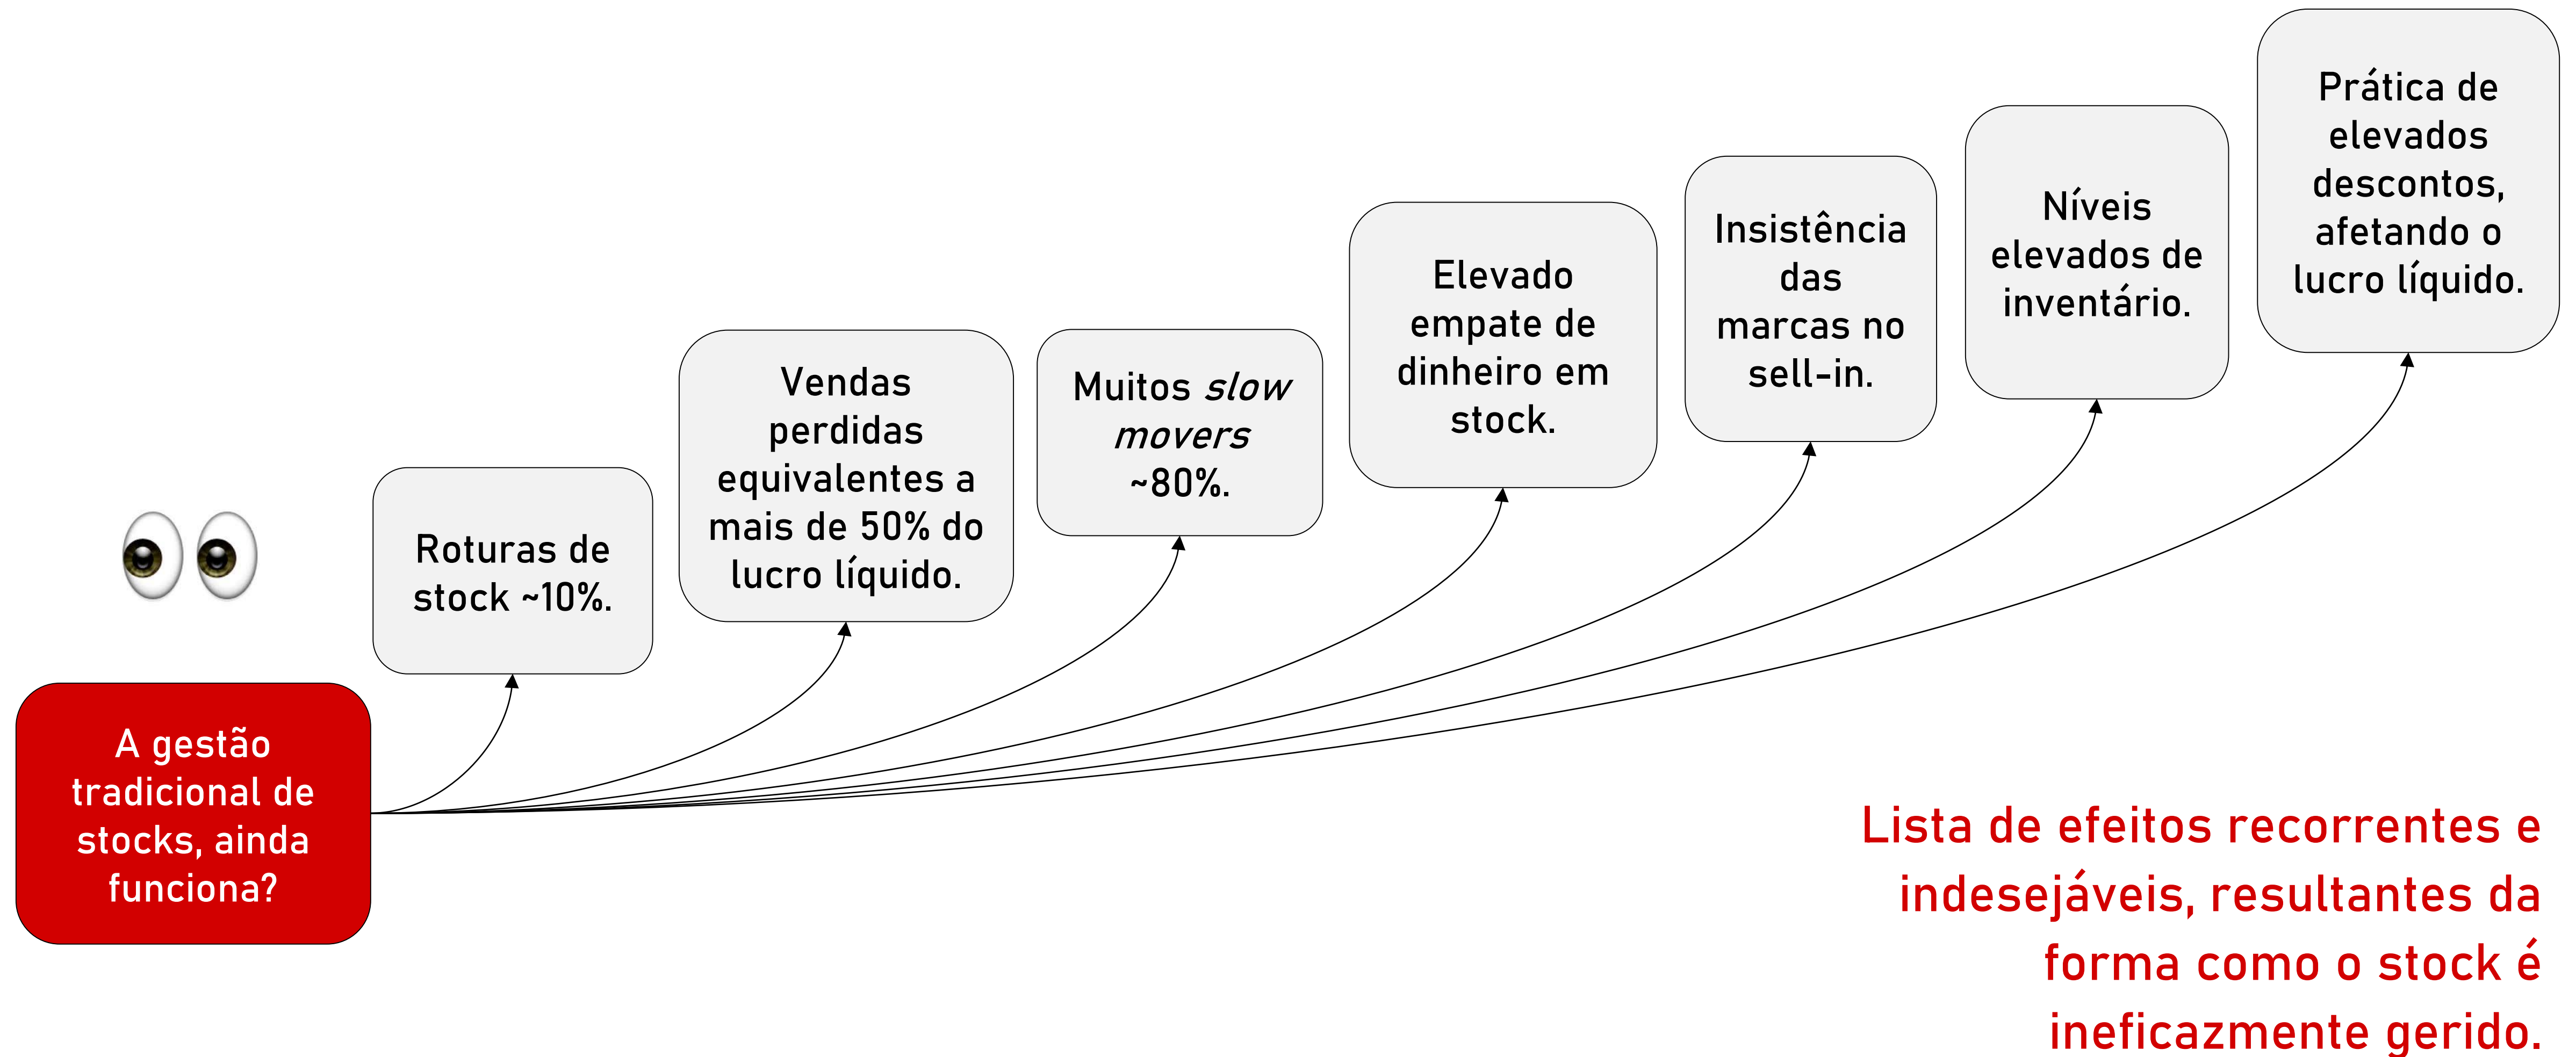 A gestão
tradicional de
stocks, ainda
funciona?
Roturas de
stock ~10%.
Vendas
perdidas
equivalentes a
mais de 50% do
lucro líquido.
Muitos slow
movers
~80%.
Elevado
empate de
dinheiro em
stock.
Insistência
das
marcas no
sell-in.
Níveis
elevados de
inventário.
Prática de
elevados
descontos,
afetando o
lucro líquido.
Lista de efeitos recorrentes e
indesejáveis, resultantes da
forma como o stock é
ineficazmente gerido.